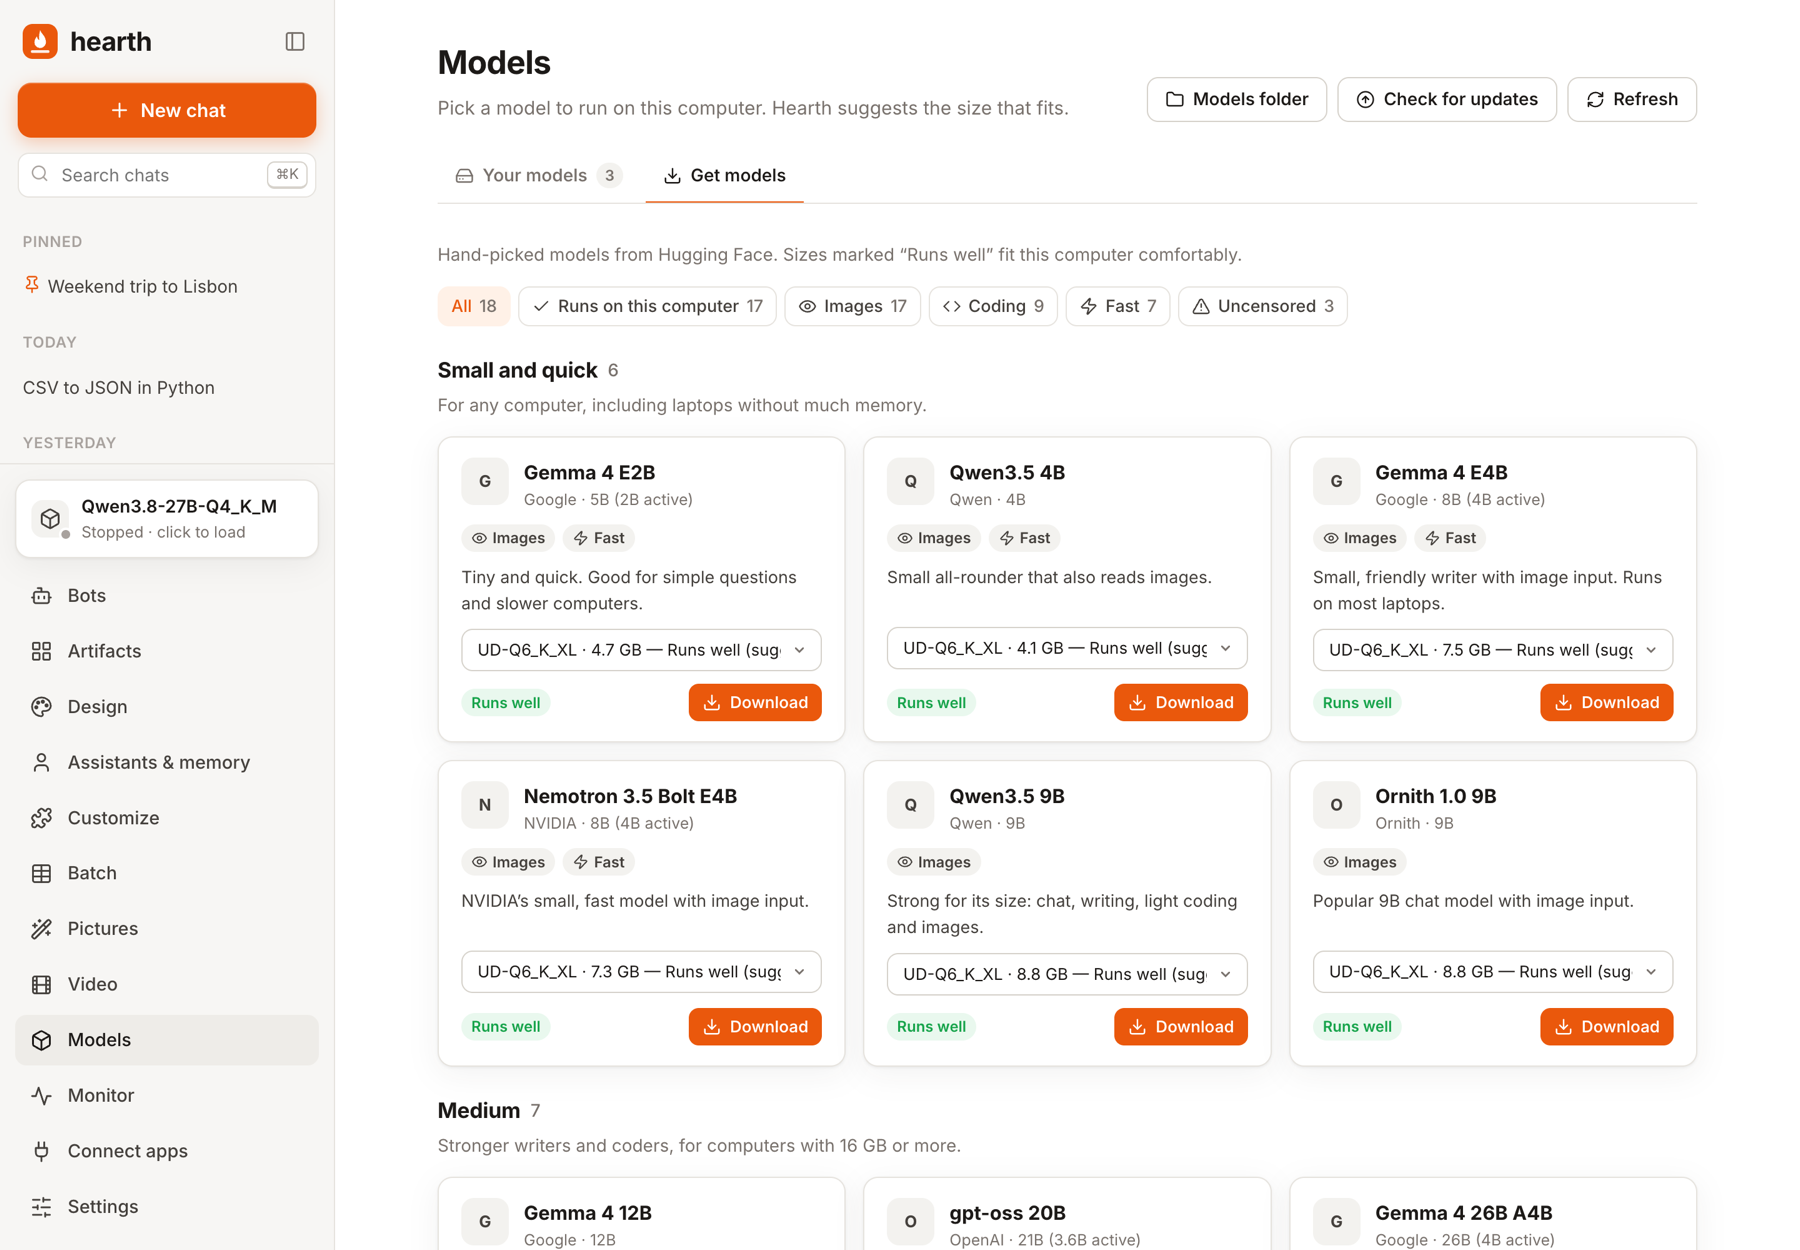 hearth
New chat
Search chats ⌘K
PINNED
Weekend trip to Lisbon
TODAY
CSV to JSON in Python
YESTERDAY
Qwen3.8-27B-Q4_K_M
Stopped · click to load
Bots
Artifacts
Design
Assistants & memory
Customize
Batch
Pictures
Video
Models
Monitor
Connect apps
Settings
Models
Pick a model to run on this computer. Hearth suggests the size that fits.
Models folder
Check for updates
Refresh
Your models 3
Get models
Hand-picked models from Hugging Face. Sizes marked “Runs well” fit this computer comfortably.
All 18
Runs on this computer 17
Images 17
Coding 9
Fast 7
Uncensored 3
Small and quick 6
For any computer, including laptops without much memory.
G
Gemma 4 E2B
Google · 5B (2B active)
Images
Fast
Tiny and quick. Good for simple questions
and slower computers.
UD-Q6_K_XL · 4.7 GB — Runs well (sug
Runs well
Download
Q
Qwen3.5 4B
Qwen · 4B
Images
Fast
Small all-rounder that also reads images.
UD-Q6_K_XL · 4.1 GB — Runs well (sugg
Runs well
Download
G
Gemma 4 E4B
Google · 8B (4B active)
Images
Fast
Small, friendly writer with image input. Runs
on most laptops.
UD-Q6_K_XL · 7.5 GB — Runs well (sugg
Runs well
Download
N
Nemotron 3.5 Bolt E4B
NVIDIA · 8B (4B active)
Images
Fast
NVIDIA’s small, fast model with image input.
UD-Q6_K_XL · 7.3 GB — Runs well (sugg
Runs well
Download
Q
Qwen3.5 9B
Qwen · 9B
Images
Strong for its size: chat, writing, light coding
and images.
UD-Q6_K_XL · 8.8 GB — Runs well (sug
Runs well
Download
O
Ornith 1.0 9B
Ornith · 9B
Images
Popular 9B chat model with image input.
UD-Q6_K_XL · 8.8 GB — Runs well (sug
Runs well
Download
Medium 7
Stronger writers and coders, for computers with 16 GB or more.
G
Gemma 4 12B
Google · 12B
O
gpt-oss 20B
OpenAI · 21B (3.6B active)
G
Gemma 4 26B A4B
Google · 26B (4B active)